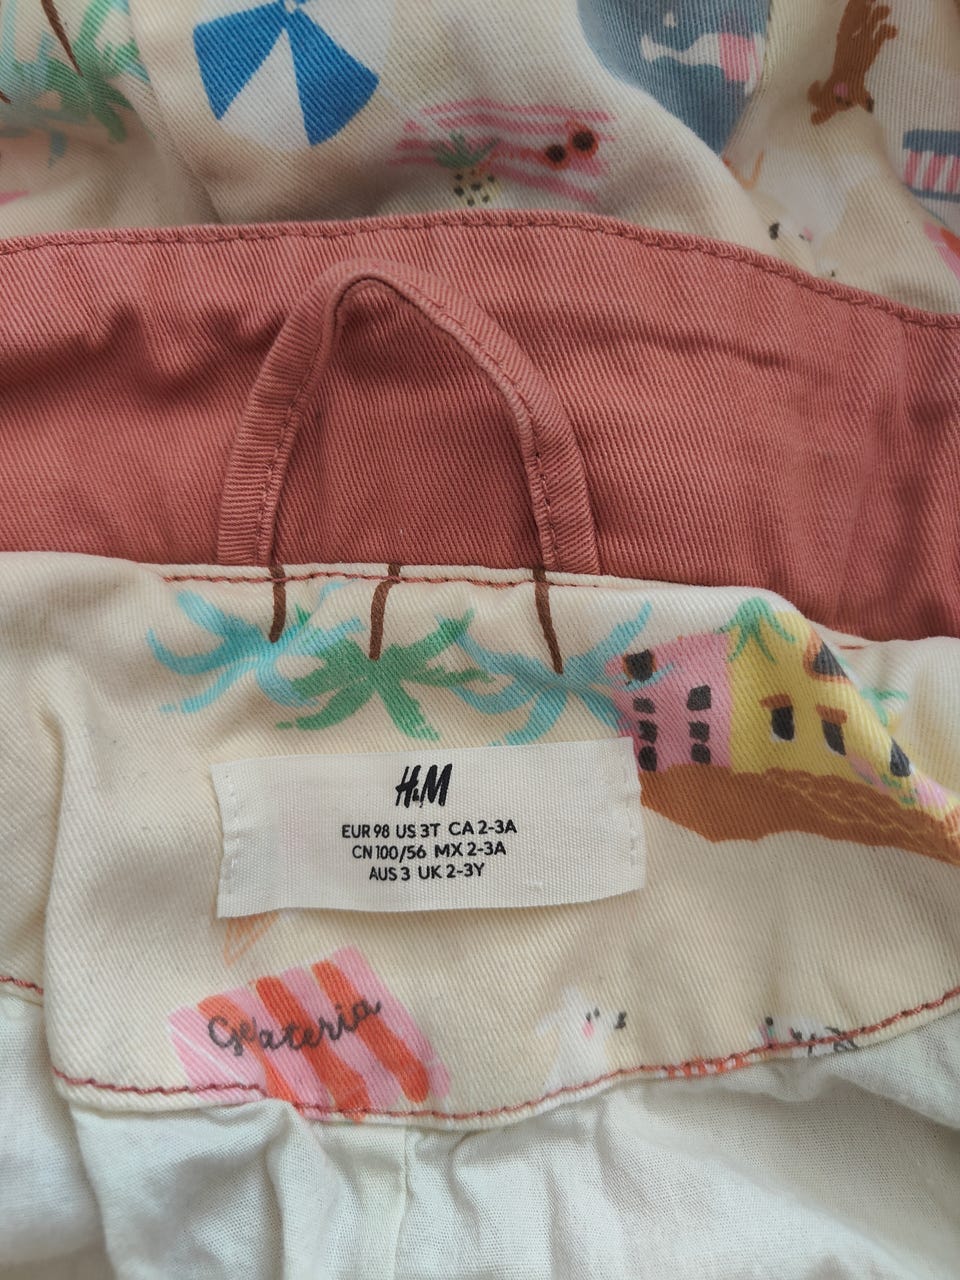 H&M
EUR 98 US 3T CA 2-3A
CN 100/56 MX 2-3A
AUS 3 UK 2-3Y
Gelateria